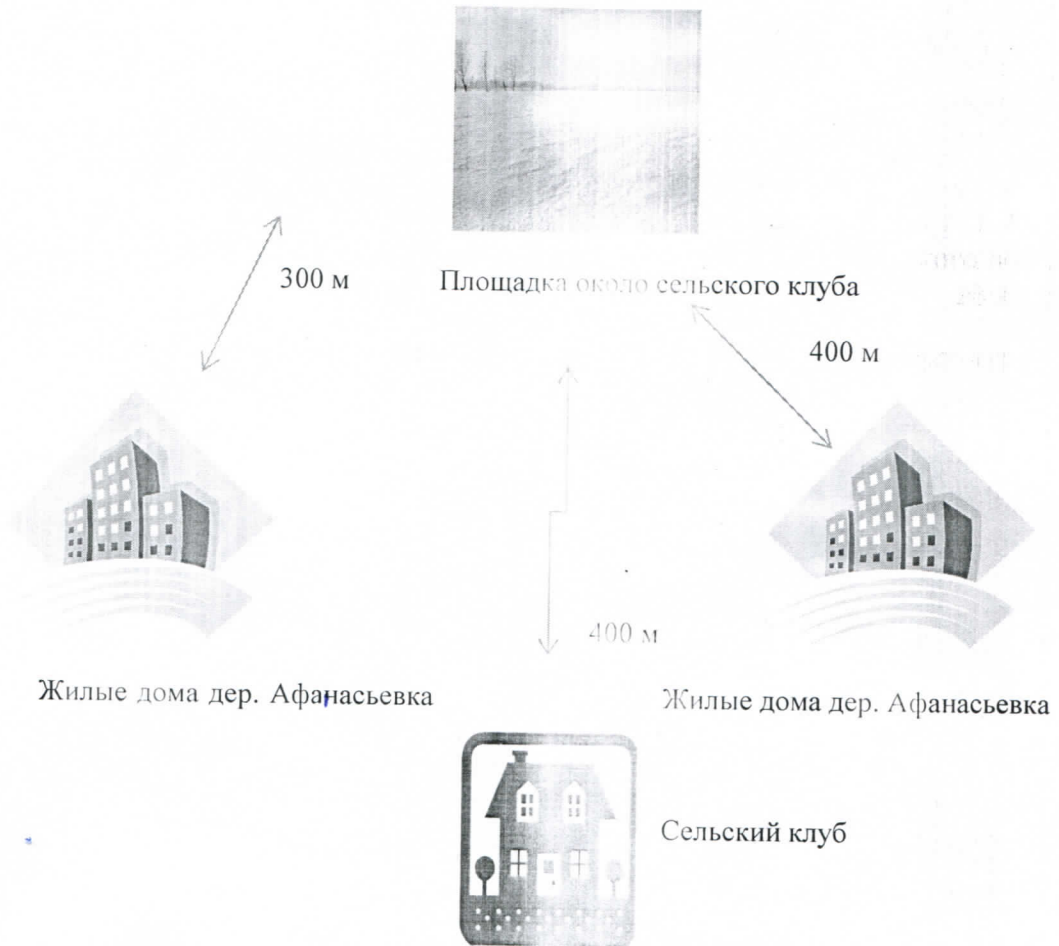 300 м
Площадка около сельского клуба
400 м
400 м
Жилые дома дер. Афанасьевка
Жилые дома дер. Афанасьевка
Сельский клуб